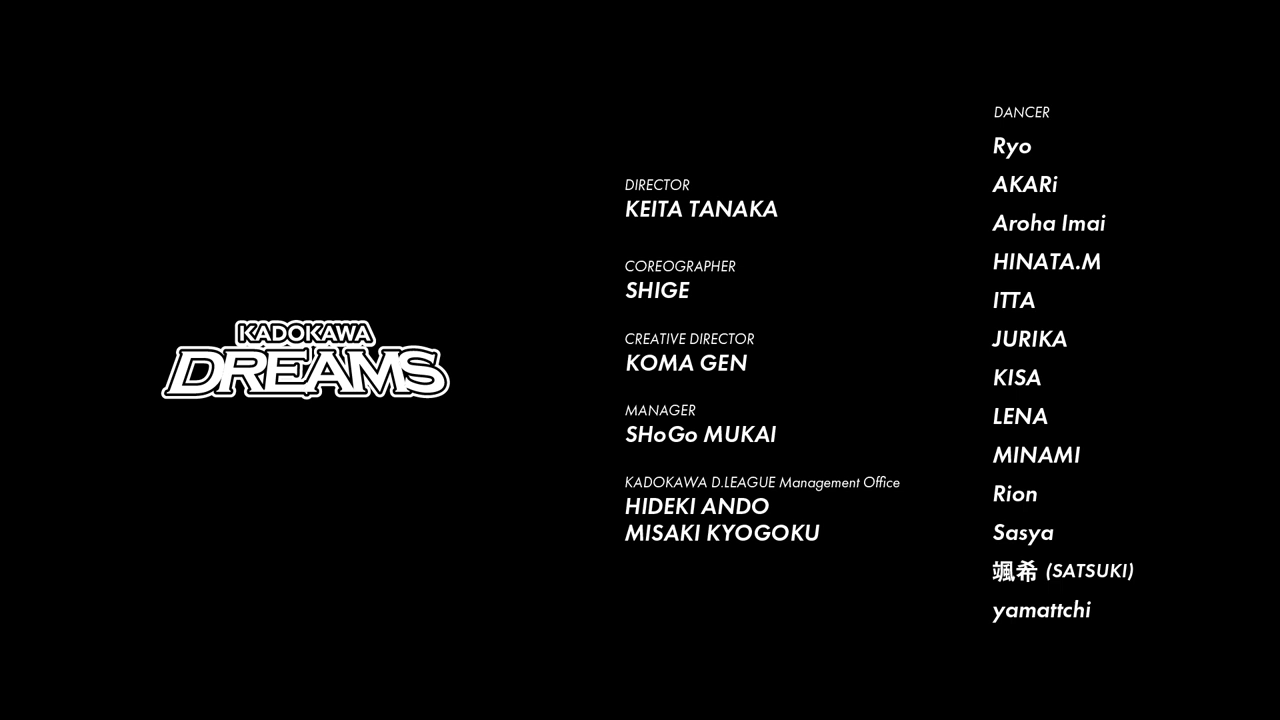 KADOKAWA
DREAMS
DIRECTOR
KEITA TANAKA
COREOGRAPHER
SHIGE
CREATIVE DIRECTOR
KOMA GEN
MANAGER
SHoGo MUKAI
KADOKAWA D.LEAGUE Management Office
HIDEKI ANDO
MISAKI KYOGOKU
DANCER
Ryo
AKARi
Aroha Imai
HINATA.M
ITTA
JURIKA
KISA
LENA
MINAMI
Rion
Sasya
颯希 (SATSUKI)
yamattchi